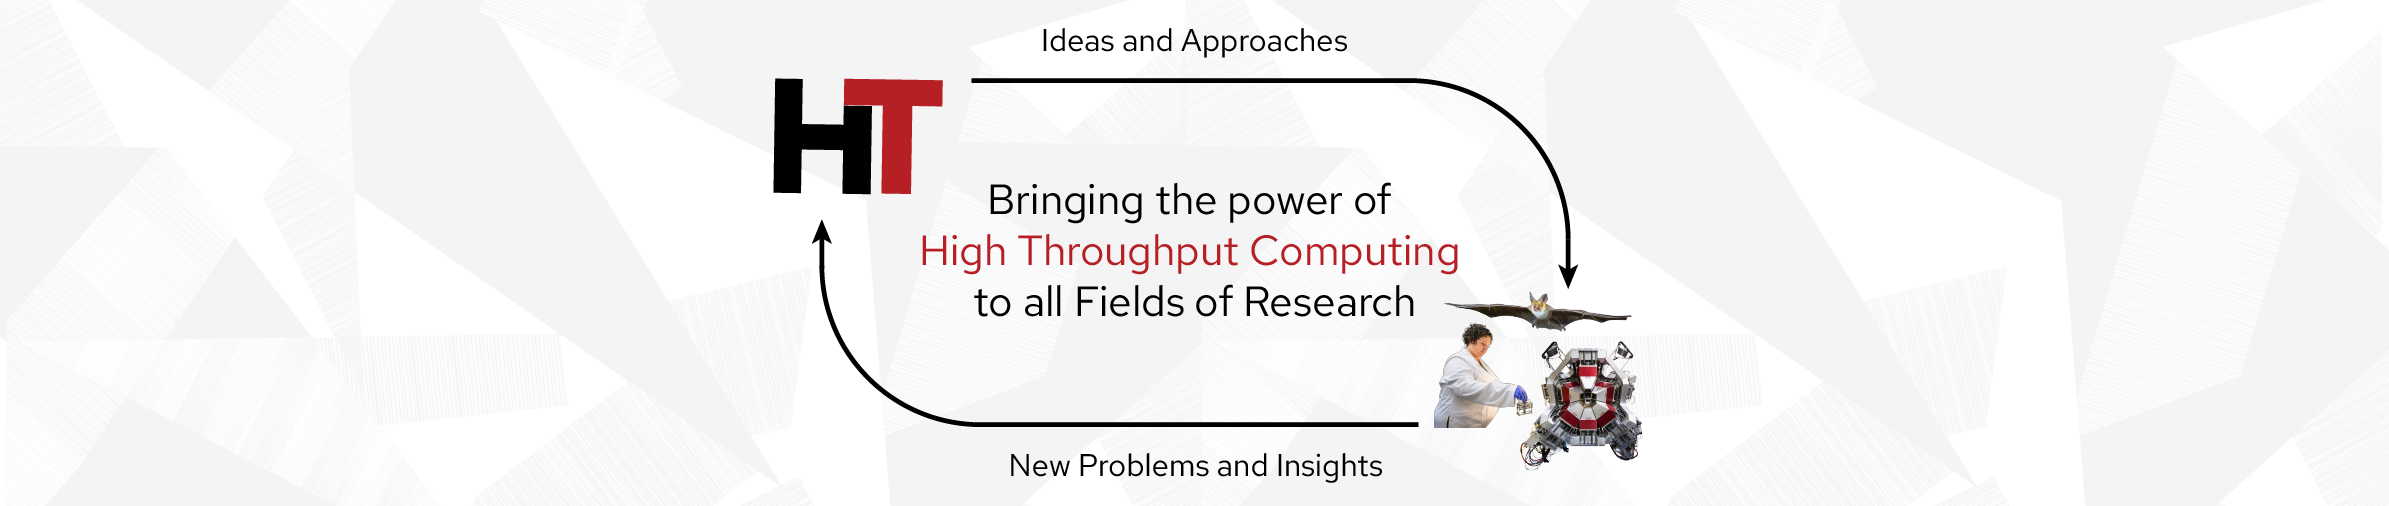 Ideas and Approaches
HT
Bringing the power of
High Throughput Computing
to all Fields of Research
New Problems and Insights